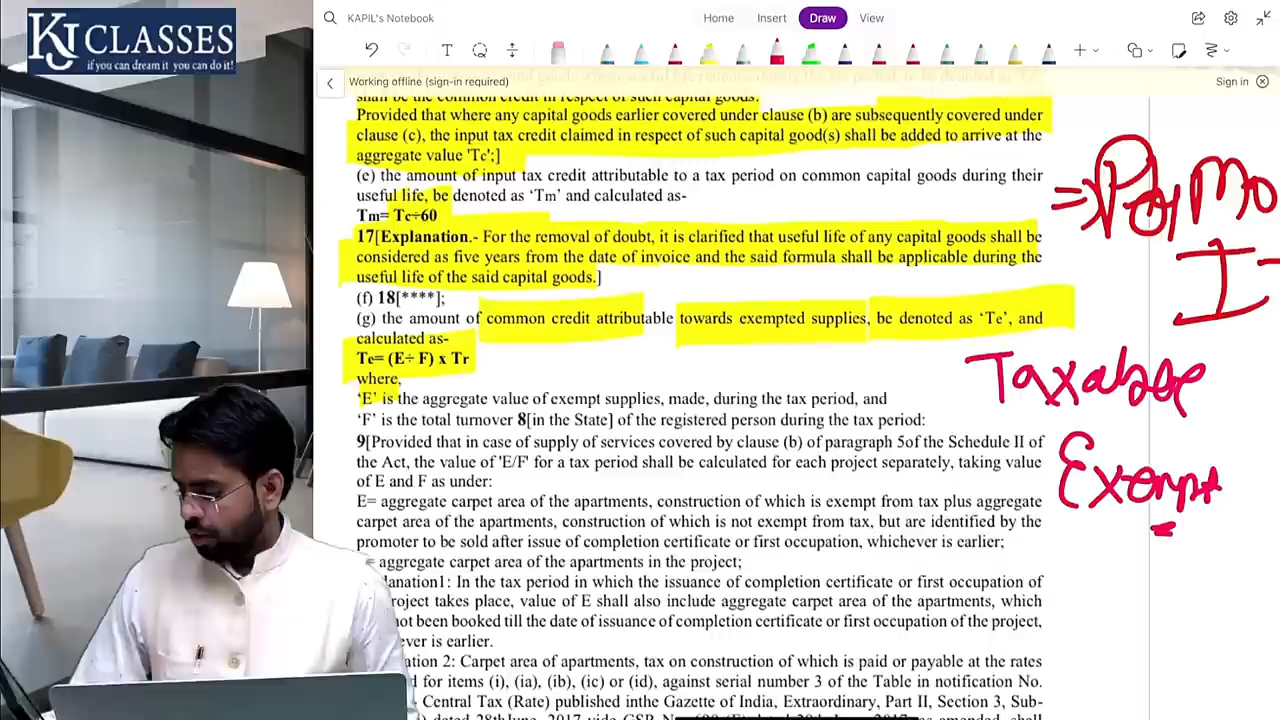 KJ CLASSES
if you can dream it you can do it!
KAPIL's Notebook
Home Insert Draw View
Working offline (sign-in required)
Sign in
shall be the common credit in respect of such capital goods.
Provided that where any capital goods earlier covered under clause (b) are subsequently covered under
clause (c), the input tax credit claimed in respect of such capital good(s) shall be added to arrive at the
aggregate value 'Tc';]
(e) the amount of input tax credit attributable to a tax period on common capital goods during their
useful life, be denoted as ‘Tm’ and calculated as-
Tm= Tc÷60
17[Explanation.- For the removal of doubt, it is clarified that useful life of any capital goods shall be
considered as five years from the date of invoice and the said formula shall be applicable during the
useful life of the said capital goods.]
(f) 18[****];
(g) the amount of common credit attributable towards exempted supplies, be denoted as ‘Te’, and
calculated as-
Te= (E÷ F) x Tr
where,
‘E’ is the aggregate value of exempt supplies, made, during the tax period, and
‘F’ is the total turnover 8[in the State] of the registered person during the tax period:
9[Provided that in case of supply of services covered by clause (b) of paragraph 5of the Schedule II of
the Act, the value of 'E/F' for a tax period shall be calculated for each project separately, taking value
of E and F as under:
E= aggregate carpet area of the apartments, construction of which is exempt from tax plus aggregate
carpet area of the apartments, construction of which is not exempt from tax, but are identified by the
promoter to be sold after issue of completion certificate or first occupation, whichever is earlier;
= aggregate carpet area of the apartments in the project;
lanation1: In the tax period in which the issuance of completion certificate or first occupation of
roject takes place, value of E shall also include aggregate carpet area of the apartments, which
not been booked till the date of issuance of completion certificate or first occupation of the project,
ever is earlier.
ation 2: Carpet area of apartments, tax on construction of which is paid or payable at the rates
d for items (i), (ia), (ib), (ic) or (id), against serial number 3 of the Table in notification No.
Central Tax (Rate) published inthe Gazette of India, Extraordinary, Part II, Section 3, Sub-
Taxable
Exempt